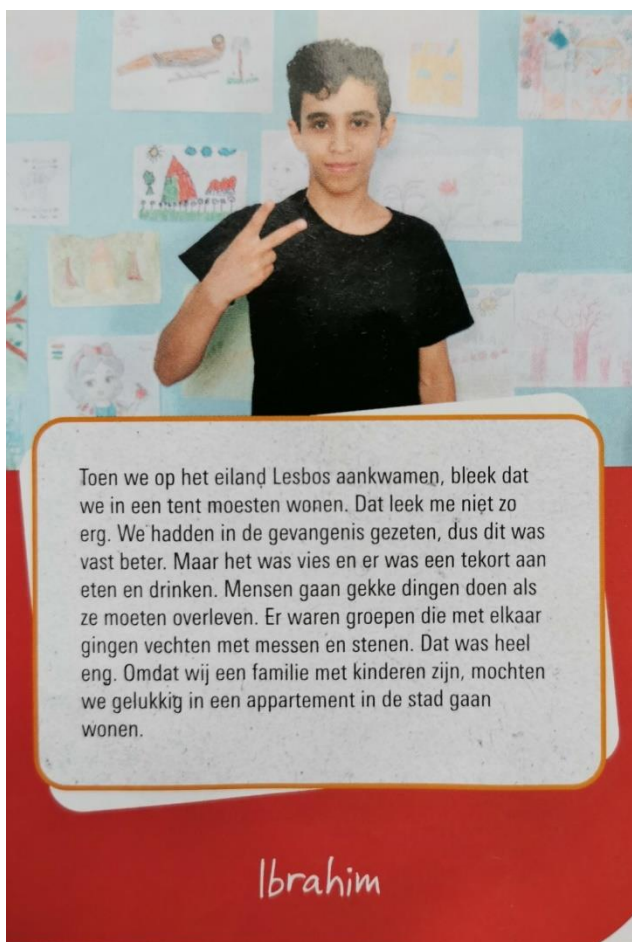 Toen we op het eiland Lesbos aankwamen, bleek dat
we in een tent moesten wonen. Dat leek me niet zo
erg. We hadden in de gevangenis gezeten, dus dit was
vast beter. Maar het was vies en er was een tekort aan
eten en drinken. Mensen gaan gekke dingen doen als
ze moeten overleven. Er waren groepen die met elkaar
gingen vechten met messen en stenen. Dat was heel
eng. Omdat wij een familie met kinderen zijn, mochten
we gelukkig in een appartement in de stad gaan
wonen.
Ibrahim